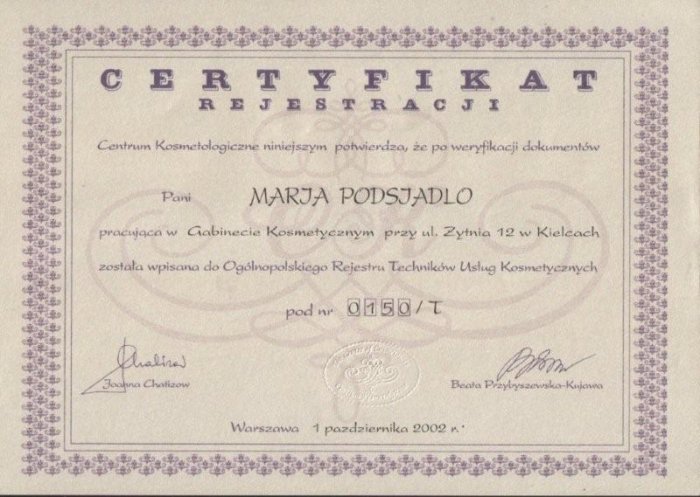 CERTYFIKAT
REJESTRACJI
Centrum Kosmetologiczne niniejszym potwierdza, że po weryfikacji dokumentów
Pani MARIA PODSIADLO
pracująca w Gabinecie Kosmetycznym przy ul. Żytnia 12 w Kielcach
została wpisana do Ogólnopolskiego Rejestru Techników Usług Kosmetycznych
pod nr 0150/T
Joanna Chatizow Beata Przybyszewska-Kujawa
Warszawa 1 października 2002 r.